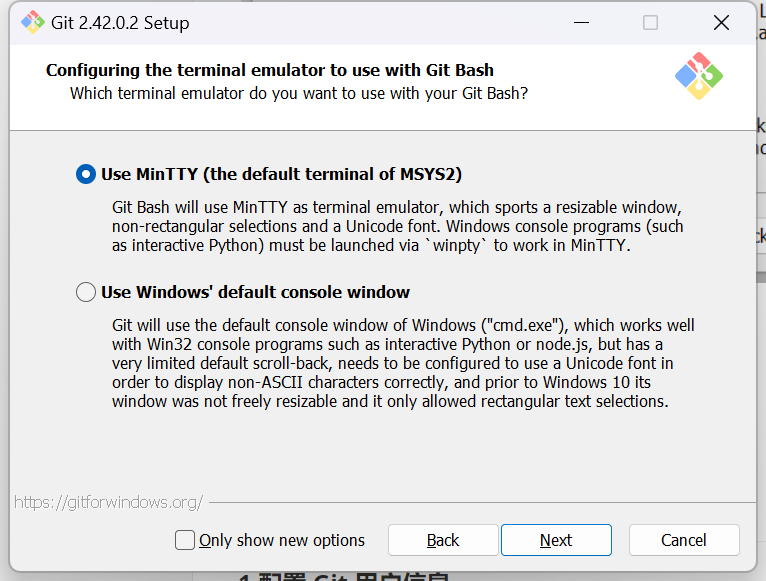 Git 2.42.0.2 Setup
Configuring the terminal emulator to use with Git Bash
Which terminal emulator do you want to use with your Git Bash?
Use MinTTY (the default terminal of MSYS2)
Git Bash will use MinTTY as terminal emulator, which sports a resizable window,
non-rectangular selections and a Unicode font. Windows console programs (such
as interactive Python) must be launched via `winpty` to work in MinTTY.
Use Windows' default console window
Git will use the default console window of Windows ("cmd.exe"), which works well
with Win32 console programs such as interactive Python or node.js, but has a
very limited default scroll-back, needs to be configured to use a Unicode font in
order to display non-ASCII characters correctly, and prior to Windows 10 its
window was not freely resizable and it only allowed rectangular text selections.
https://gitforwindows.org/
Only show new options
Back
Next
Cancel